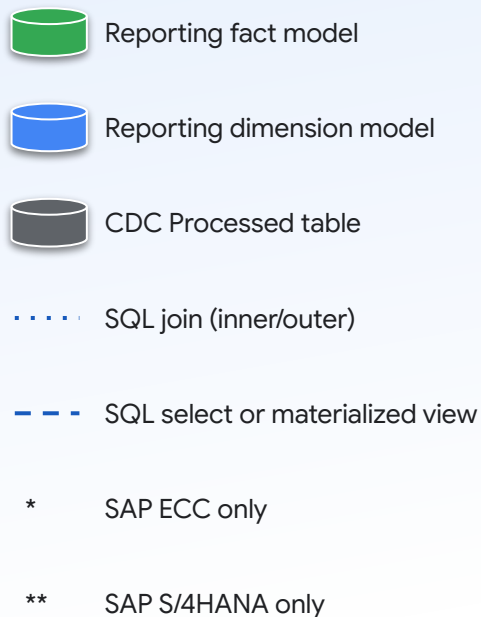 Reporting fact model
Reporting dimension model
CDC Processed table
SQL join (inner/outer)
SQL select or materialized view
* SAP ECC only
** SAP S/4HANA only